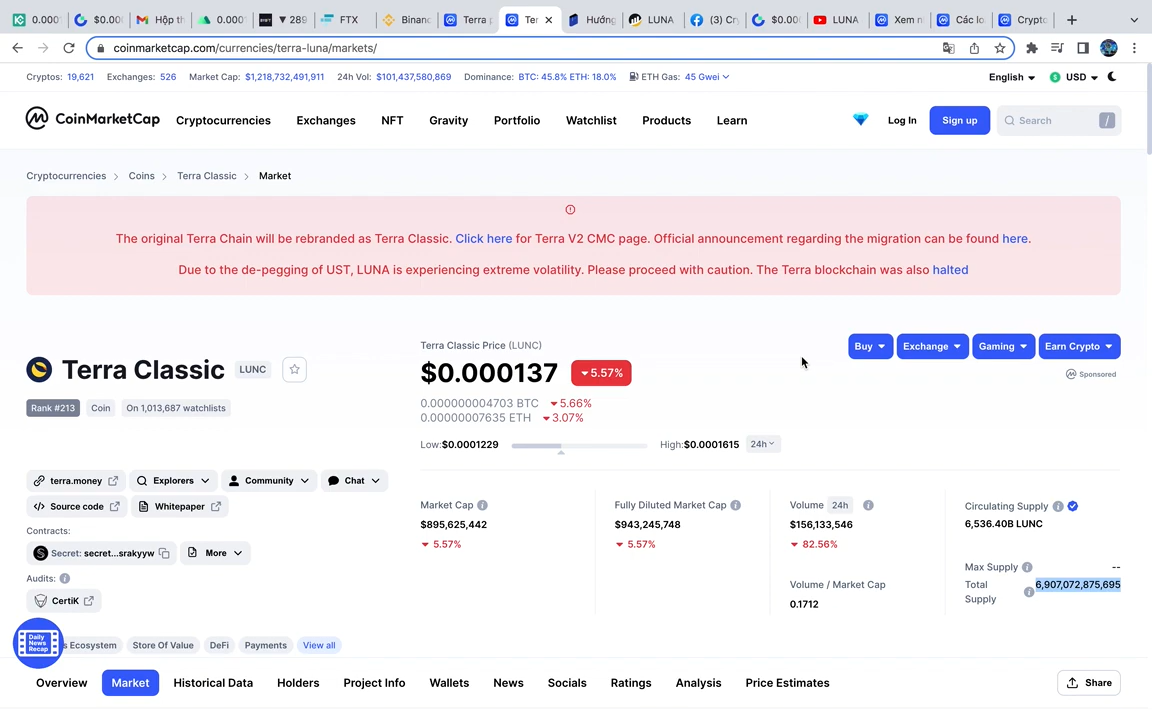 0.000
$0.00
Hộp th
0.000
289
FTX
Binanc
Terra p
Ter
Hướng
LUNA
(3) Cry
$0.00
LUNA
Xem n
Các lo
Crypto
coinmarketcap.com/currencies/terra-luna/markets/
Cryptos: 19,621 Exchanges: 526 Market Cap: $1,218,732,491,911 24h Vol: $101,437,580,869 Dominance: BTC: 45.8% ETH: 18.0% ETH Gas: 45 Gwei English USD
CoinMarketCap Cryptocurrencies Exchanges NFT Gravity Portfolio Watchlist Products Learn Log In Sign up Search /
Cryptocurrencies Coins Terra Classic Market
The original Terra Chain will be rebranded as Terra Classic. Click here for Terra V2 CMC page. Official announcement regarding the migration can be found here.
Due to the de-pegging of UST, LUNA is experiencing extreme volatility. Please proceed with caution. The Terra blockchain was also halted
Terra Classic LUNC
Rank #213 Coin On 1,013,687 watchlists
Terra Classic Price (LUNC)
$0.000137 5.57%
0.000000004703 BTC 5.66%
0.00000007635 ETH 3.07%
Low:$0.0001229 High:$0.0001615 24h
Buy Exchange Gaming Earn Crypto
Sponsored
terra.money Explorers Community Chat
Source code Whitepaper
Contracts:
Secret: secret...srakyyw More
Audits:
CertiK
Daily
News
Recap
s Ecosystem Store Of Value DeFi Payments View all
Market Cap
$895,625,442
5.57%
Fully Diluted Market Cap
$943,245,748
5.57%
Volume 24h
$156,133,546
82.56%
Volume / Market Cap
0.1712
Circulating Supply
6,536.40B LUNC
Max Supply --
Total Supply 6,907,072,875,695
Overview Market Historical Data Holders Project Info Wallets News Socials Ratings Analysis Price Estimates Share